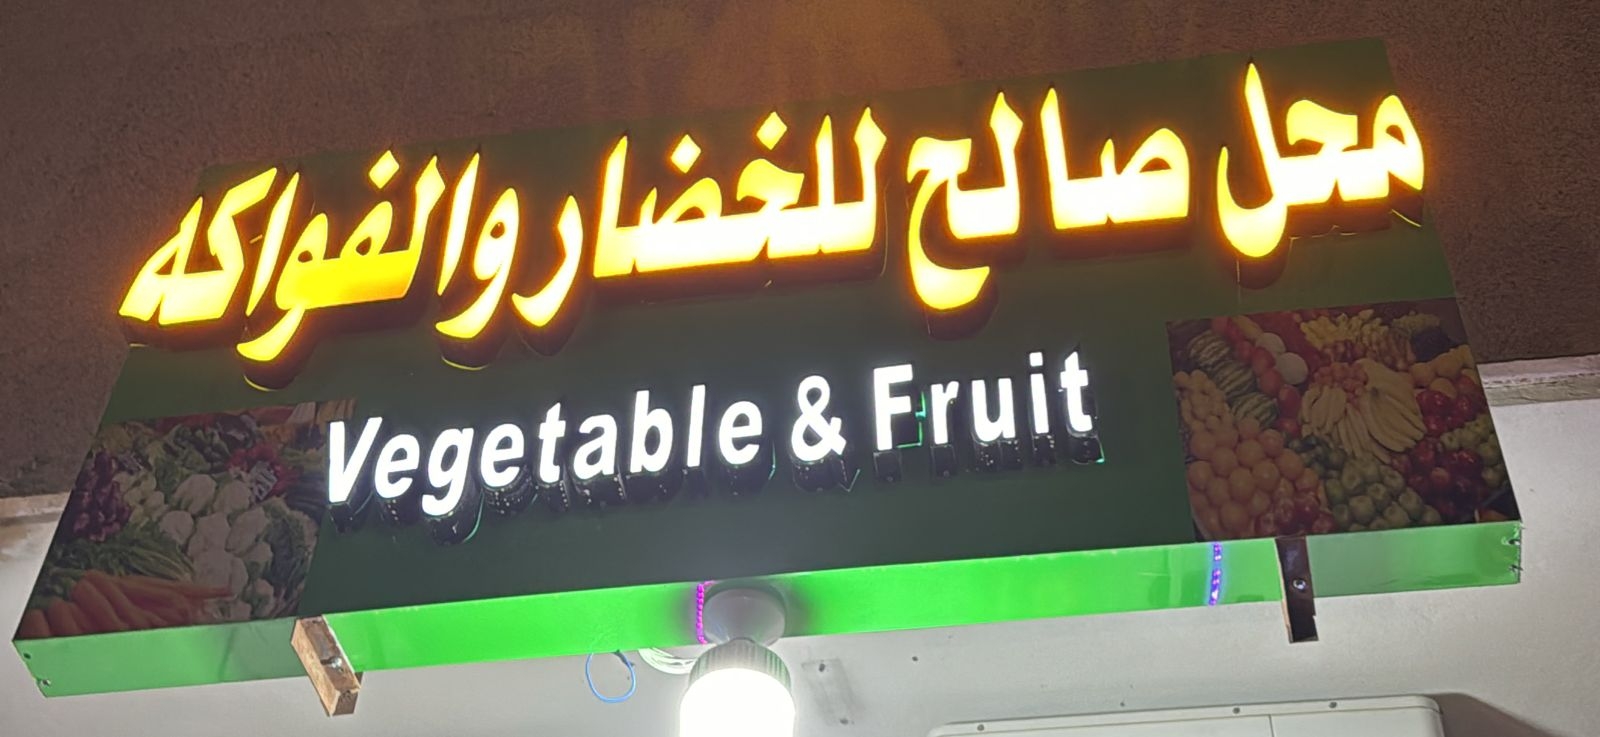 محل صالح للخضار والفواكه
Vegetable & Fruit